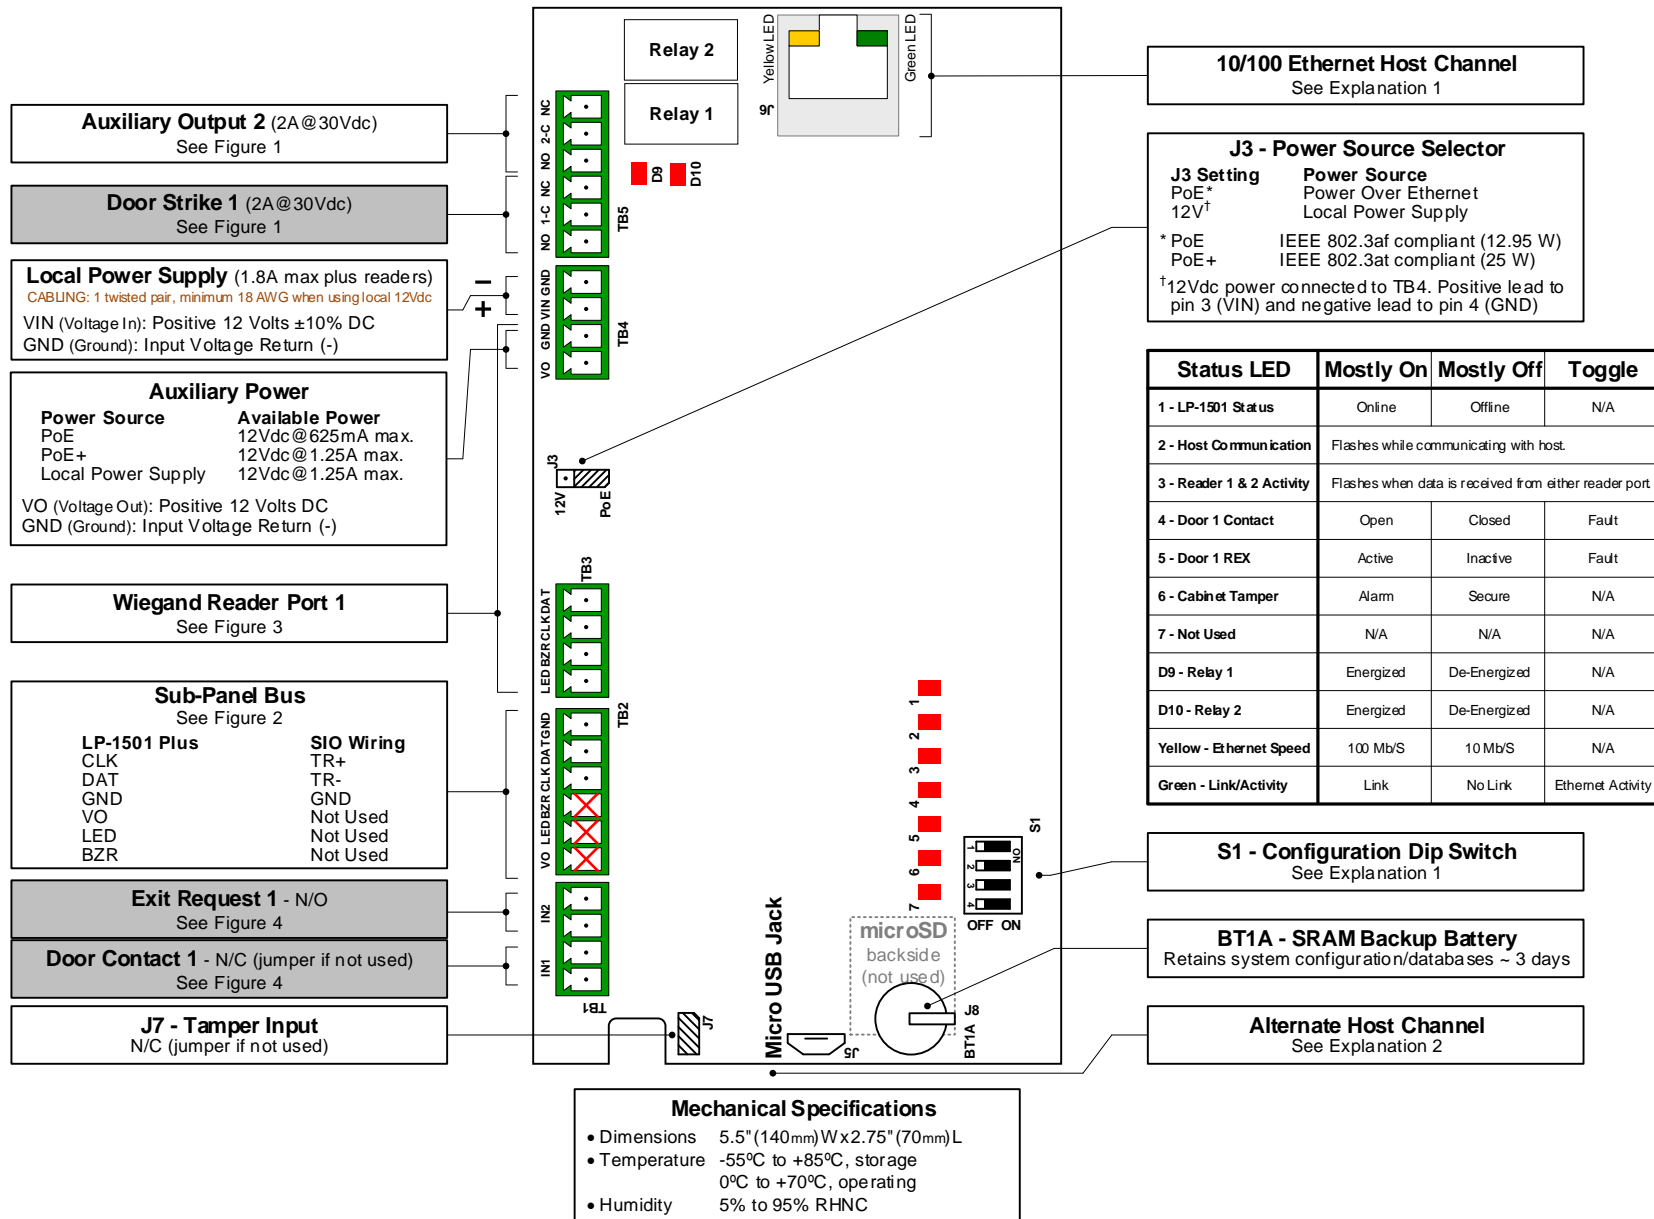 Auxiliary Output 2 (2A@30Vdc)
See Figure 1
Door Strike 1 (2A@30Vdc)
See Figure 1
Local Power Supply (1.8A max plus readers)
CABLING: 1 twisted pair, minimum 18 AWG when using local 12Vdc
VIN (Voltage In): Positive 12 Volts ±10% DC
GND (Ground): Input Voltage Return (-)
Auxiliary Power
Power Source Available Power
PoE 12Vdc@625mA max.
PoE+ 12Vdc@1.25A max.
Local Power Supply 12Vdc@1.25A max.
VO (Voltage Out): Positive 12 Volts DC
GND (Ground): Input Voltage Return (-)
Wiegand Reader Port 1
See Figure 3
Sub-Panel Bus
See Figure 2
LP-1501 Plus SIO Wiring
CLK TR+
DAT TR-
GND GND
VO Not Used
LED Not Used
BZR Not Used
Exit Request 1 - N/O
See Figure 4
Door Contact 1 - N/C (jumper if not used)
See Figure 4
J7 - Tamper Input
N/C (jumper if not used)
Relay 2
Relay 1
Yellow LED
Green LED
J6
NO 2-C NC
NO 1-C NC
TB5
D9
D10
−
+
VO GND VIN GND
TB4
J3
12V
PoE
TB3
LED BZR CLK DAT
TB2
VO LED BZR CLK DAT GND
IN2
IN1
TB1
J7
1
2
3
4
5
6
7
S1
ON
1
2
3
4
OFF ON
microSD
backside
(not used)
Micro USB Jack
J5
J8
BT1A
10/100 Ethernet Host Channel
See Explanation 1
J3 - Power Source Selector
J3 Setting Power Source
PoE* Power Over Ethernet
12V† Local Power Supply
* PoE IEEE 802.3af compliant (12.95 W)
PoE+ IEEE 802.3at compliant (25 W)
†12Vdc power connected to TB4. Positive lead to
pin 3 (VIN) and negative lead to pin 4 (GND)
Status LED Mostly On Mostly Off Toggle
1 - LP-1501 Status Online Offline N/A
2 - Host Communication Flashes while communicating with host.
3 - Reader 1 & 2 Activity Flashes when data is received from either reader port
4 - Door 1 Contact Open Closed Fault
5 - Door 1 REX Active Inactive Fault
6 - Cabinet Tamper Alarm Secure N/A
7 - Not Used N/A N/A N/A
D9 - Relay 1 Energized De-Energized N/A
D10 - Relay 2 Energized De-Energized N/A
Yellow - Ethernet Speed 100 Mb/S 10 Mb/S N/A
Green - Link/Activity Link No Link Ethernet Activity
S1 - Configuration Dip Switch
See Explanation 1
BT1A - SRAM Backup Battery
Retains system configuration/databases ~ 3 days
Alternate Host Channel
See Explanation 2
Mechanical Specifications
• Dimensions 5.5"(140mm)Wx2.75"(70mm)L
• Temperature -55ºC to +85ºC, storage
0ºC to +70ºC, operating
• Humidity 5% to 95% RHNC